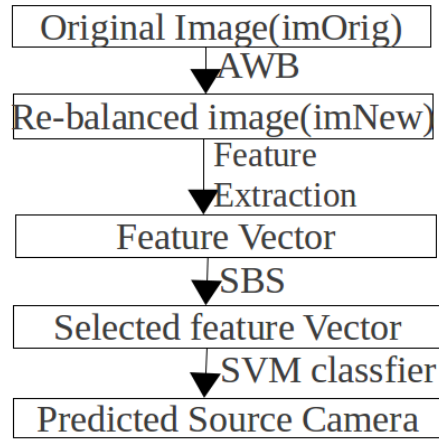 Original Image(imOrig)
AWB
Re-balanced image(imNew)
Feature
Extraction
Feature Vector
SBS
Selected feature Vector
SVM classfier
Predicted Source Camera